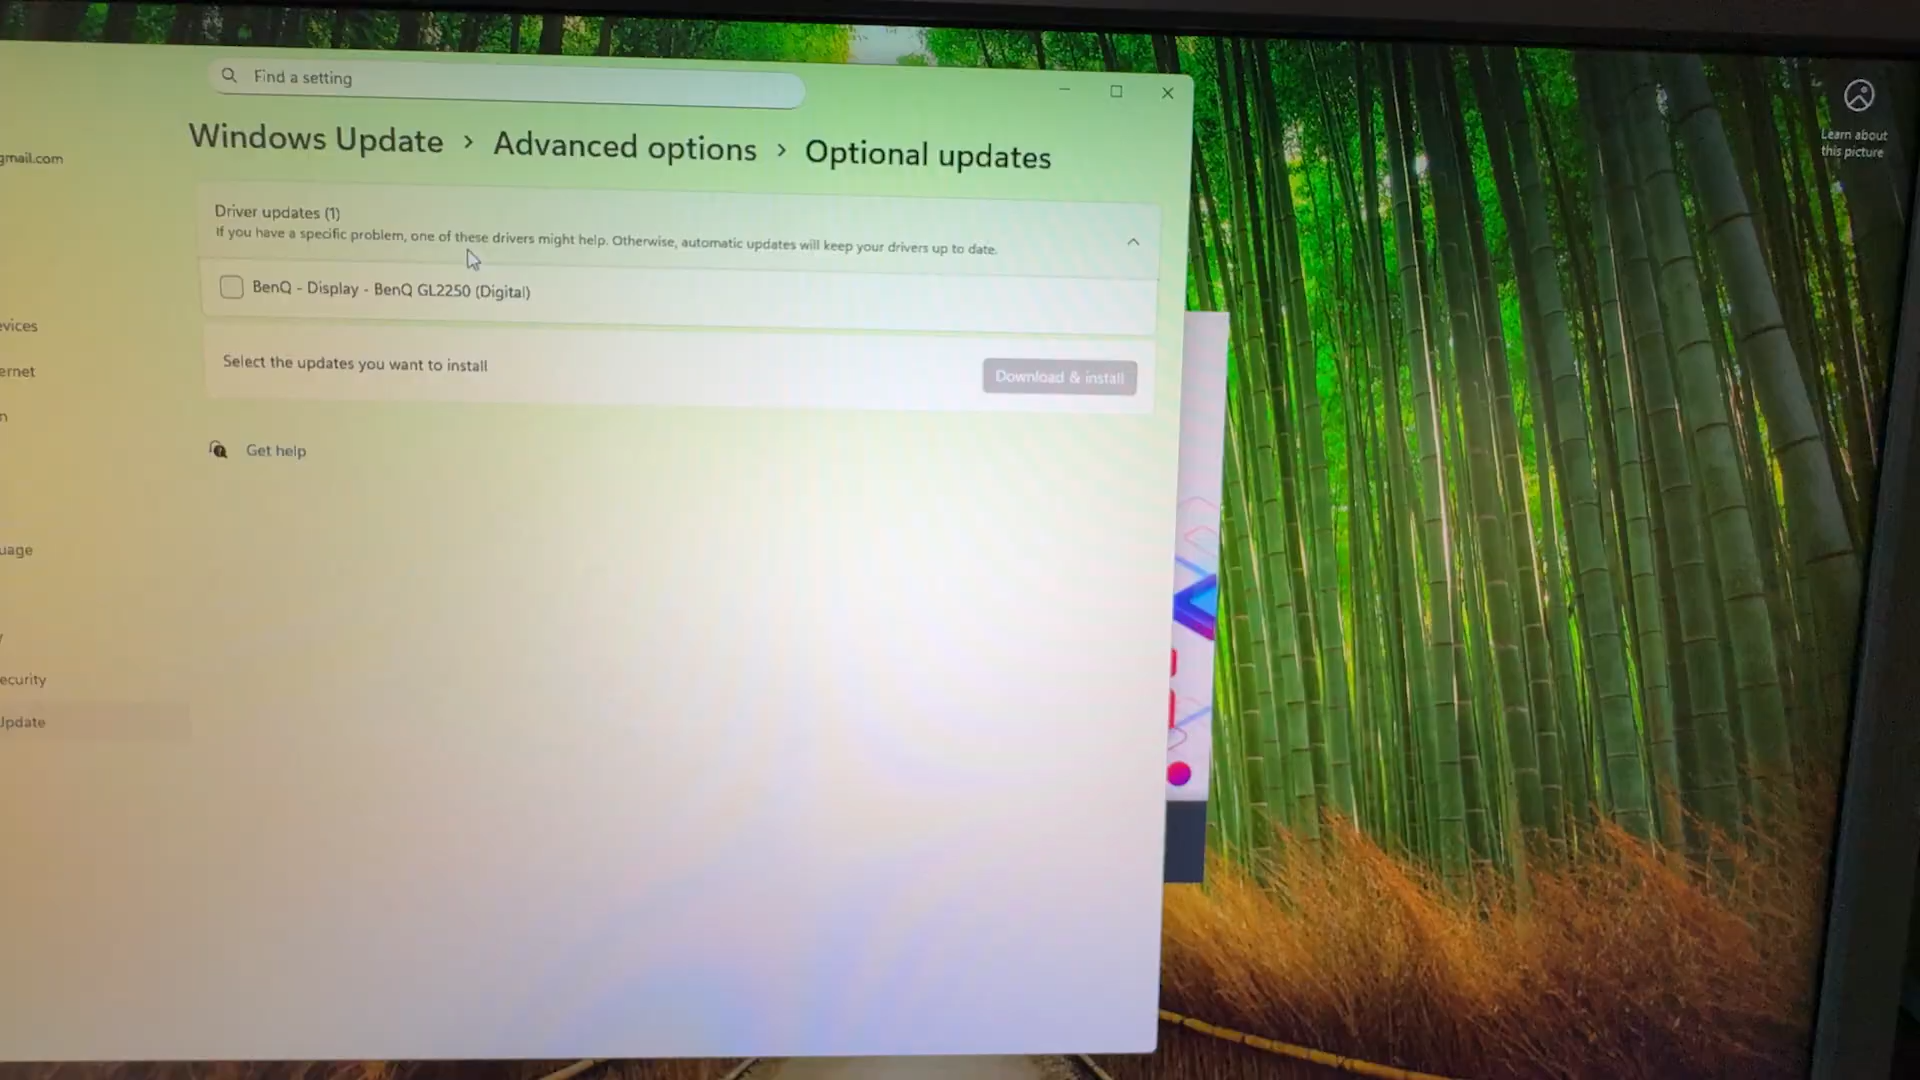 Find a setting
Windows Update > Advanced options > Optional updates
gmail.com
Driver updates (1)
If you have a specific problem, one of these drivers might help. Otherwise, automatic updates will keep your drivers up to date.
BenQ - Display - BenQ GL2250 (Digital)
Select the updates you want to install
Download & install
Get help
evices
ernet
n
uage
y
ecurity
Update
Learn about
this picture